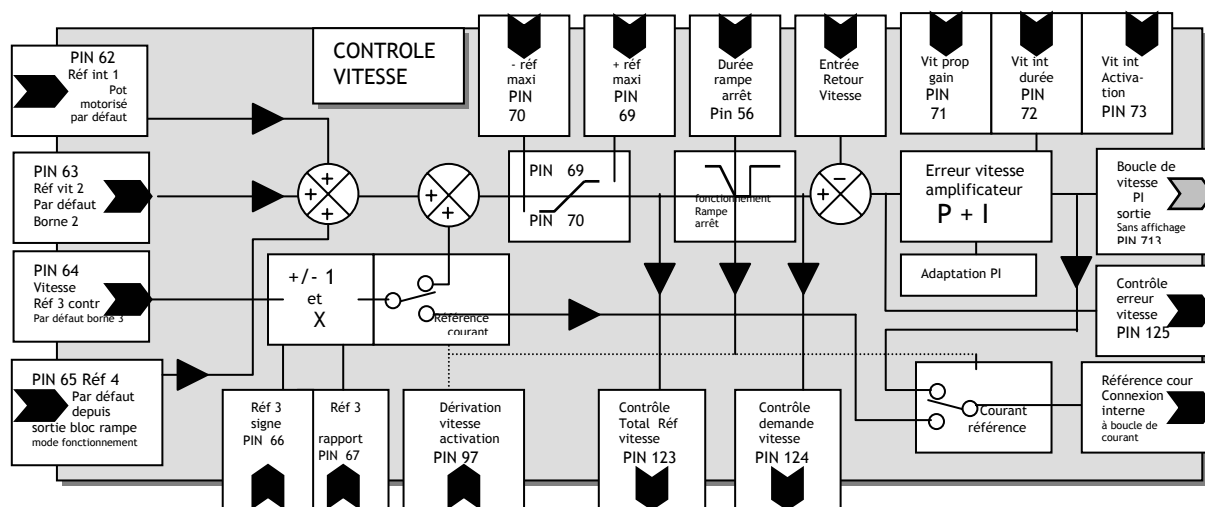 CONTROLE
VITESSE
PIN 62
Réf int 1
Pot
motorisé
par défaut
PIN 63
Réf vit 2
Par défaut
Borne 2
PIN 64
Vitesse
Réf 3 contr
Par défaut borne 3
PIN 65 Réf 4
Par défaut
depuis
sortie bloc rampe
mode fonctionnement
- réf
maxi
PIN
70
+ réf
maxi
PIN
69
Durée
rampe
arrêt
Pin 56
Entrée
Retour
Vitesse
Vit prop
gain
PIN
71
Vit int
durée
PIN
72
Vit int
Activa-
tion
PIN 73
+
+
+
+
+
PIN 69
PIN 70
fonctionnement
Rampe
arrêt
−
+
Erreur vitesse
amplificateur
P + I
Adaptation PI
Boucle de
vitesse
PI
sortie
Sans affichage
PIN 713
Contrôle
erreur
vitesse
PIN 125
Référence cour
Connexion
interne
à boucle de
courant
+/- 1
et
X
Référence
courant
Courant
référence
Réf 3
signe
PIN 66
Réf 3
rapport
PIN 67
Dérivation
vitesse
activation
PIN 97
Contrôle
Total Réf
vitesse
PIN 123
Contrôle
demande
vitesse
PIN 124